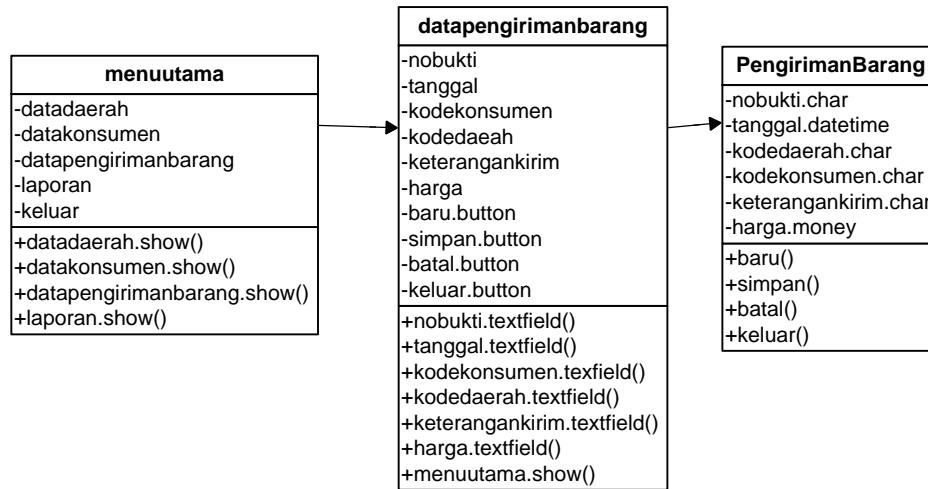 menuutama
-datadaerah
-datakonsumen
-datapengirimanbarang
-laporan
-keluar
+datadaerah.show()
+datakonsumen.show()
+datapengirimanbarang.show()
+laporan.show()
datapengirimanbarang
-nobukti
-tanggal
-kodekonsumen
-kodedaeah
-keterangankirim
-harga
-baru.button
-simpan.button
-batal.button
-keluar.button
+nobukti.textfield()
+tanggal.textfield()
+kodekonsumen.texfield()
+kodedaerah.textfield()
+keterangankirim.textfield()
+harga.textfield()
+menuutama.show()
PengirimanBarang
-nobukti.char
-tanggal.datetime
-kodedaerah.char
-kodekonsumen.char
-keterangankirim.char
-harga.money
+baru()
+simpan()
+batal()
+keluar()